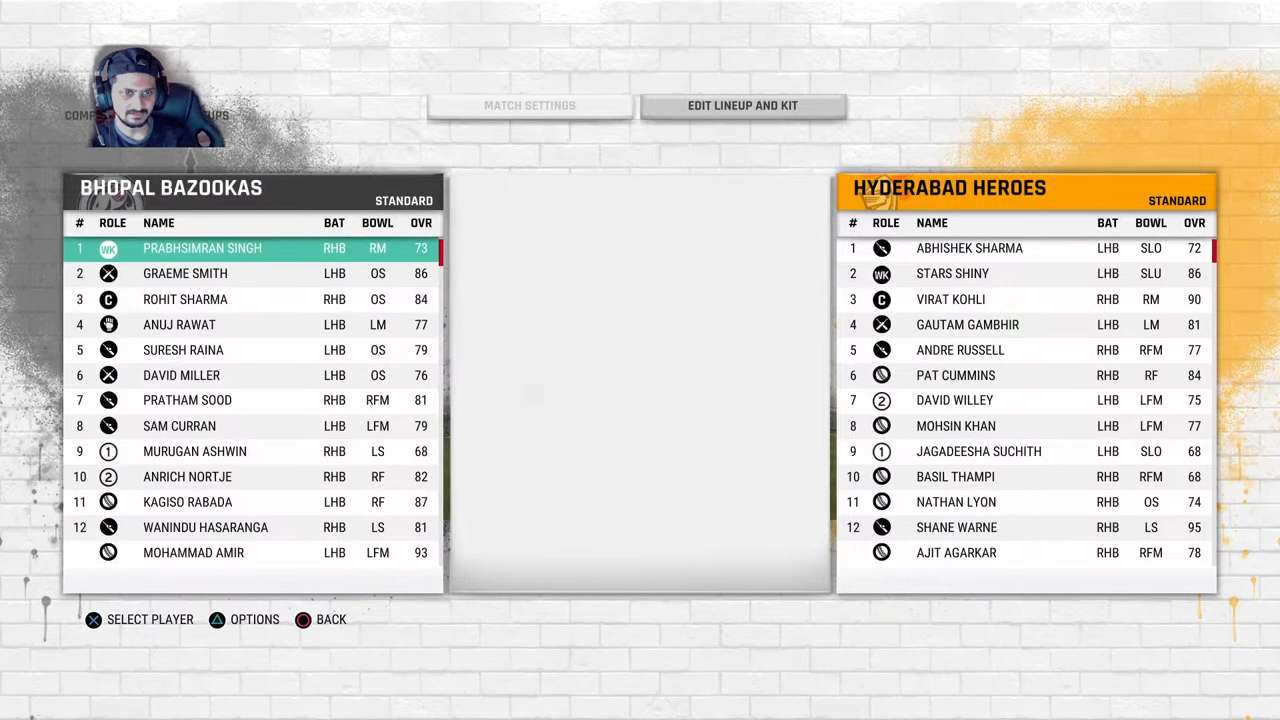 COMP UPS
MATCH SETTINGS
EDIT LINEUP AND KIT
BHOPAL BAZOOKAS
STANDARD
# ROLE NAME BAT BOWL OVR
1 WK PRABHSIMRAN SINGH RHB RM 73
2 GRAEME SMITH LHB OS 86
3 C ROHIT SHARMA RHB OS 84
4 ANUJ RAWAT LHB LM 77
5 SURESH RAINA LHB OS 79
6 DAVID MILLER LHB OS 76
7 PRATHAM SOOD RHB RFM 81
8 SAM CURRAN LHB LFM 79
9 1 MURUGAN ASHWIN RHB LS 68
10 2 ANRICH NORTJE RHB RF 82
11 KAGISO RABADA LHB RF 87
12 WANINDU HASARANGA RHB LS 81
MOHAMMAD AMIR LHB LFM 93
HYDERABAD HEROES
STANDARD
# ROLE NAME BAT BOWL OVR
1 ABHISHEK SHARMA LHB SLO 72
2 WK STARS SHINY LHB SLU 86
3 C VIRAT KOHLI RHB RM 90
4 GAUTAM GAMBHIR LHB LM 81
5 ANDRE RUSSELL RHB RFM 77
6 PAT CUMMINS RHB RF 84
7 2 DAVID WILLEY LHB LFM 75
8 MOHSIN KHAN LHB LFM 77
9 1 JAGADEESHA SUCHITH LHB SLO 68
10 BASIL THAMPI RHB RFM 68
11 NATHAN LYON RHB OS 74
12 SHANE WARNE RHB LS 95
AJIT AGARKAR RHB RFM 78
SELECT PLAYER OPTIONS BACK